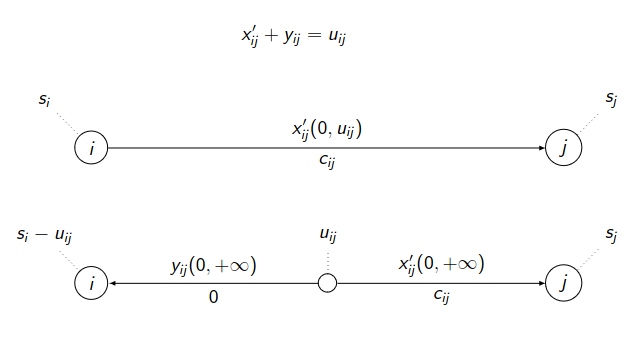 x′ij + yij = uij
si
sj
x′ij(0, uij)
i
j
cij
si − uij
uij
sj
yij(0, +∞)
x′ij(0, +∞)
i
j
0
cij